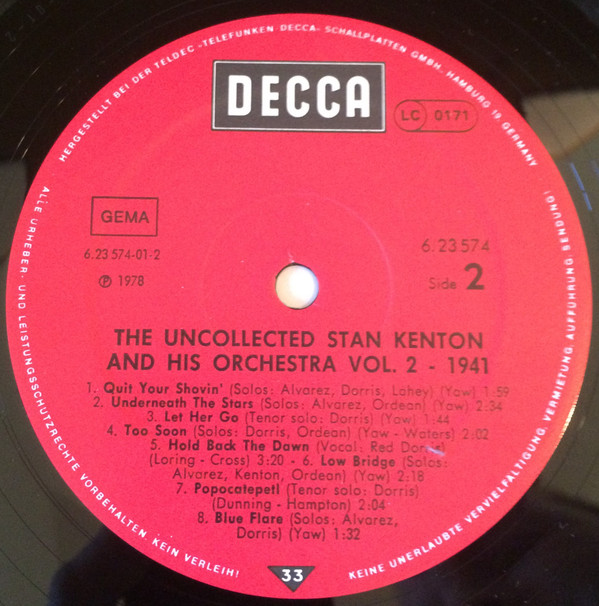 HERGESTELLT BEI DER TELDEC »TELEFUNKEN-DECCA« SCHALLPLATTEN GMBH, HAMBURG 19, GERMANY
DECCA
LC 0171
GEMA
6.23 574-01-2
℗ 1978
6.23 574
Side 2
THE UNCOLLECTED STAN KENTON
AND HIS ORCHESTRA VOL. 2 - 1941
1. Quit Your Shovin' (Solos: Alvarez, Dorris, Lahey) (Yaw) 1:59
2. Underneath The Stars (Solos: Alvarez, Ordean) (Yaw) 2:34
3. Let Her Go (Tenor solo: Dorris) (Yaw) 1:44
4. Too Soon (Solos: Dorris, Ordean) (Yaw - Waters) 2:02
5. Hold Back The Dawn (Vocal: Red Dorris)
(Loring - Cross) 3:20 - 6. Low Bridge (Solos:
Alvarez, Kenton, Ordean) (Yaw) 2:18
7. Popocatepetl (Tenor solo: Dorris)
(Dunning - Hampton) 2:04
8. Blue Flare (Solos: Alvarez,
Dorris) (Yaw) 1:32
33
ALLE URHEBER- UND LEISTUNGSSCHUTZRECHTE VORBEHALTEN. KEIN VERLEIH!
KEINE UNERLAUBTE VERVIELFÄLTIGUNG, VERMIETUNG, AUFFÜHRUNG, SENDUNG!